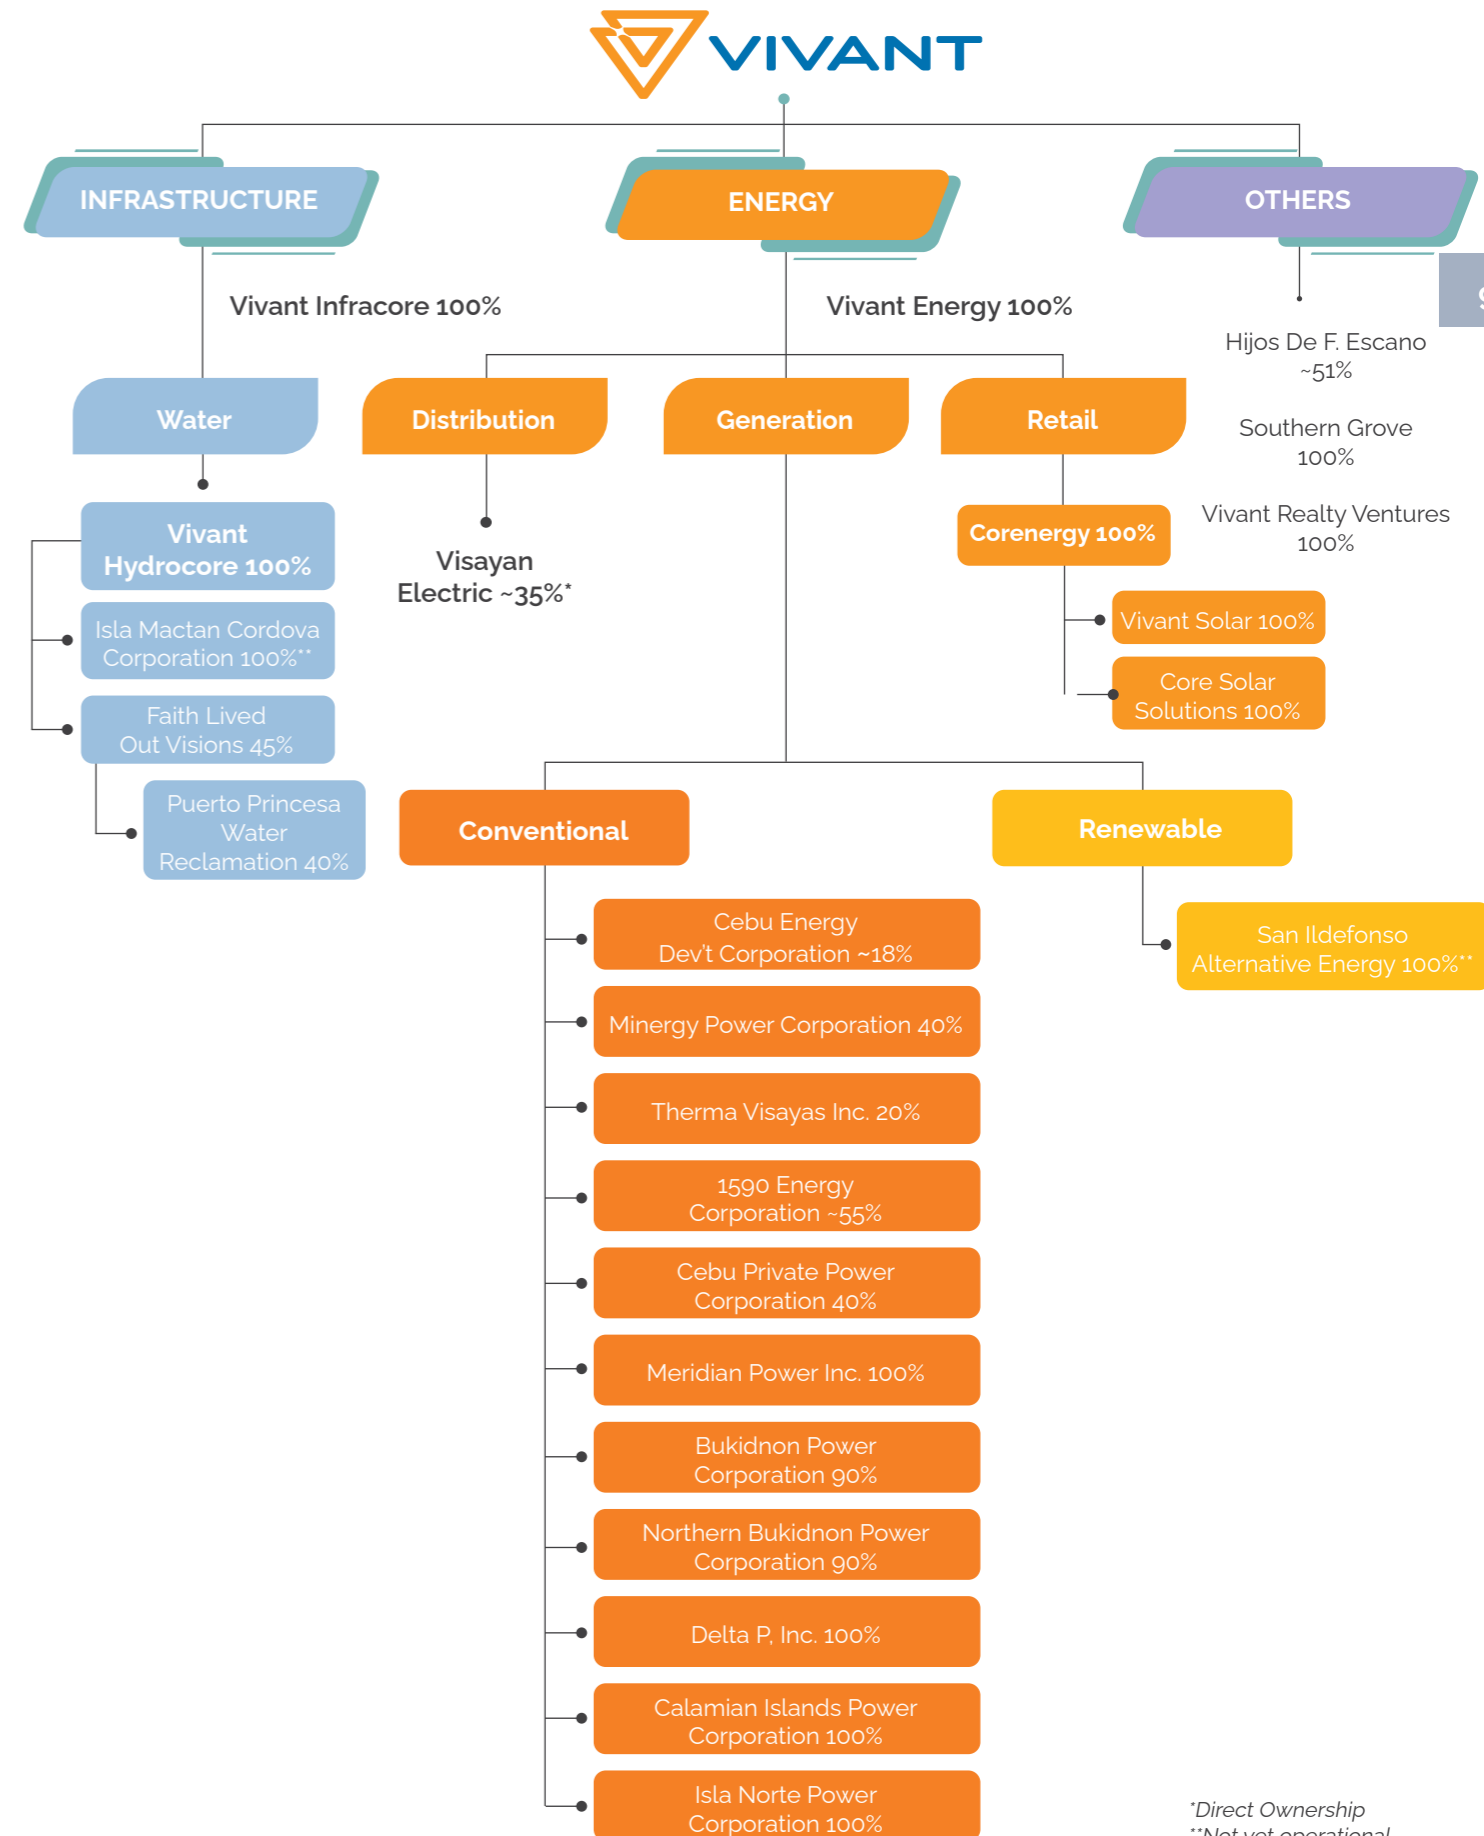 VIVANT
INFRASTRUCTURE
ENERGY
OTHERS
Vivant Infracore 100%
Vivant Energy 100%
9
Hijos De F. Escano
~51%
Southern Grove
100%
Vivant Realty Ventures
100%
Water
Distribution
Generation
Retail
Vivant
Hydrocore 100%
Isla Mactan Cordova
Corporation 100%**
Faith Lived
Out Visions 45%
Puerto Princesa
Water
Reclamation 40%
Visayan
Electric ~35%*
Corenergy 100%
Vivant Solar 100%
Core Solar
Solutions 100%
Conventional
Renewable
Cebu Energy
Dev't Corporation ~18%
Minergy Power Corporation 40%
Therma Visayas Inc. 20%
1590 Energy
Corporation ~55%
Cebu Private Power
Corporation 40%
Meridian Power Inc. 100%
Bukidnon Power
Corporation 90%
Northern Bukidnon Power
Corporation 90%
Delta P, Inc. 100%
Calamian Islands Power
Corporation 100%
Isla Norte Power
Corporation 100%
San Ildefonso
Alternative Energy 100%**
*Direct Ownership
**Not yet operational